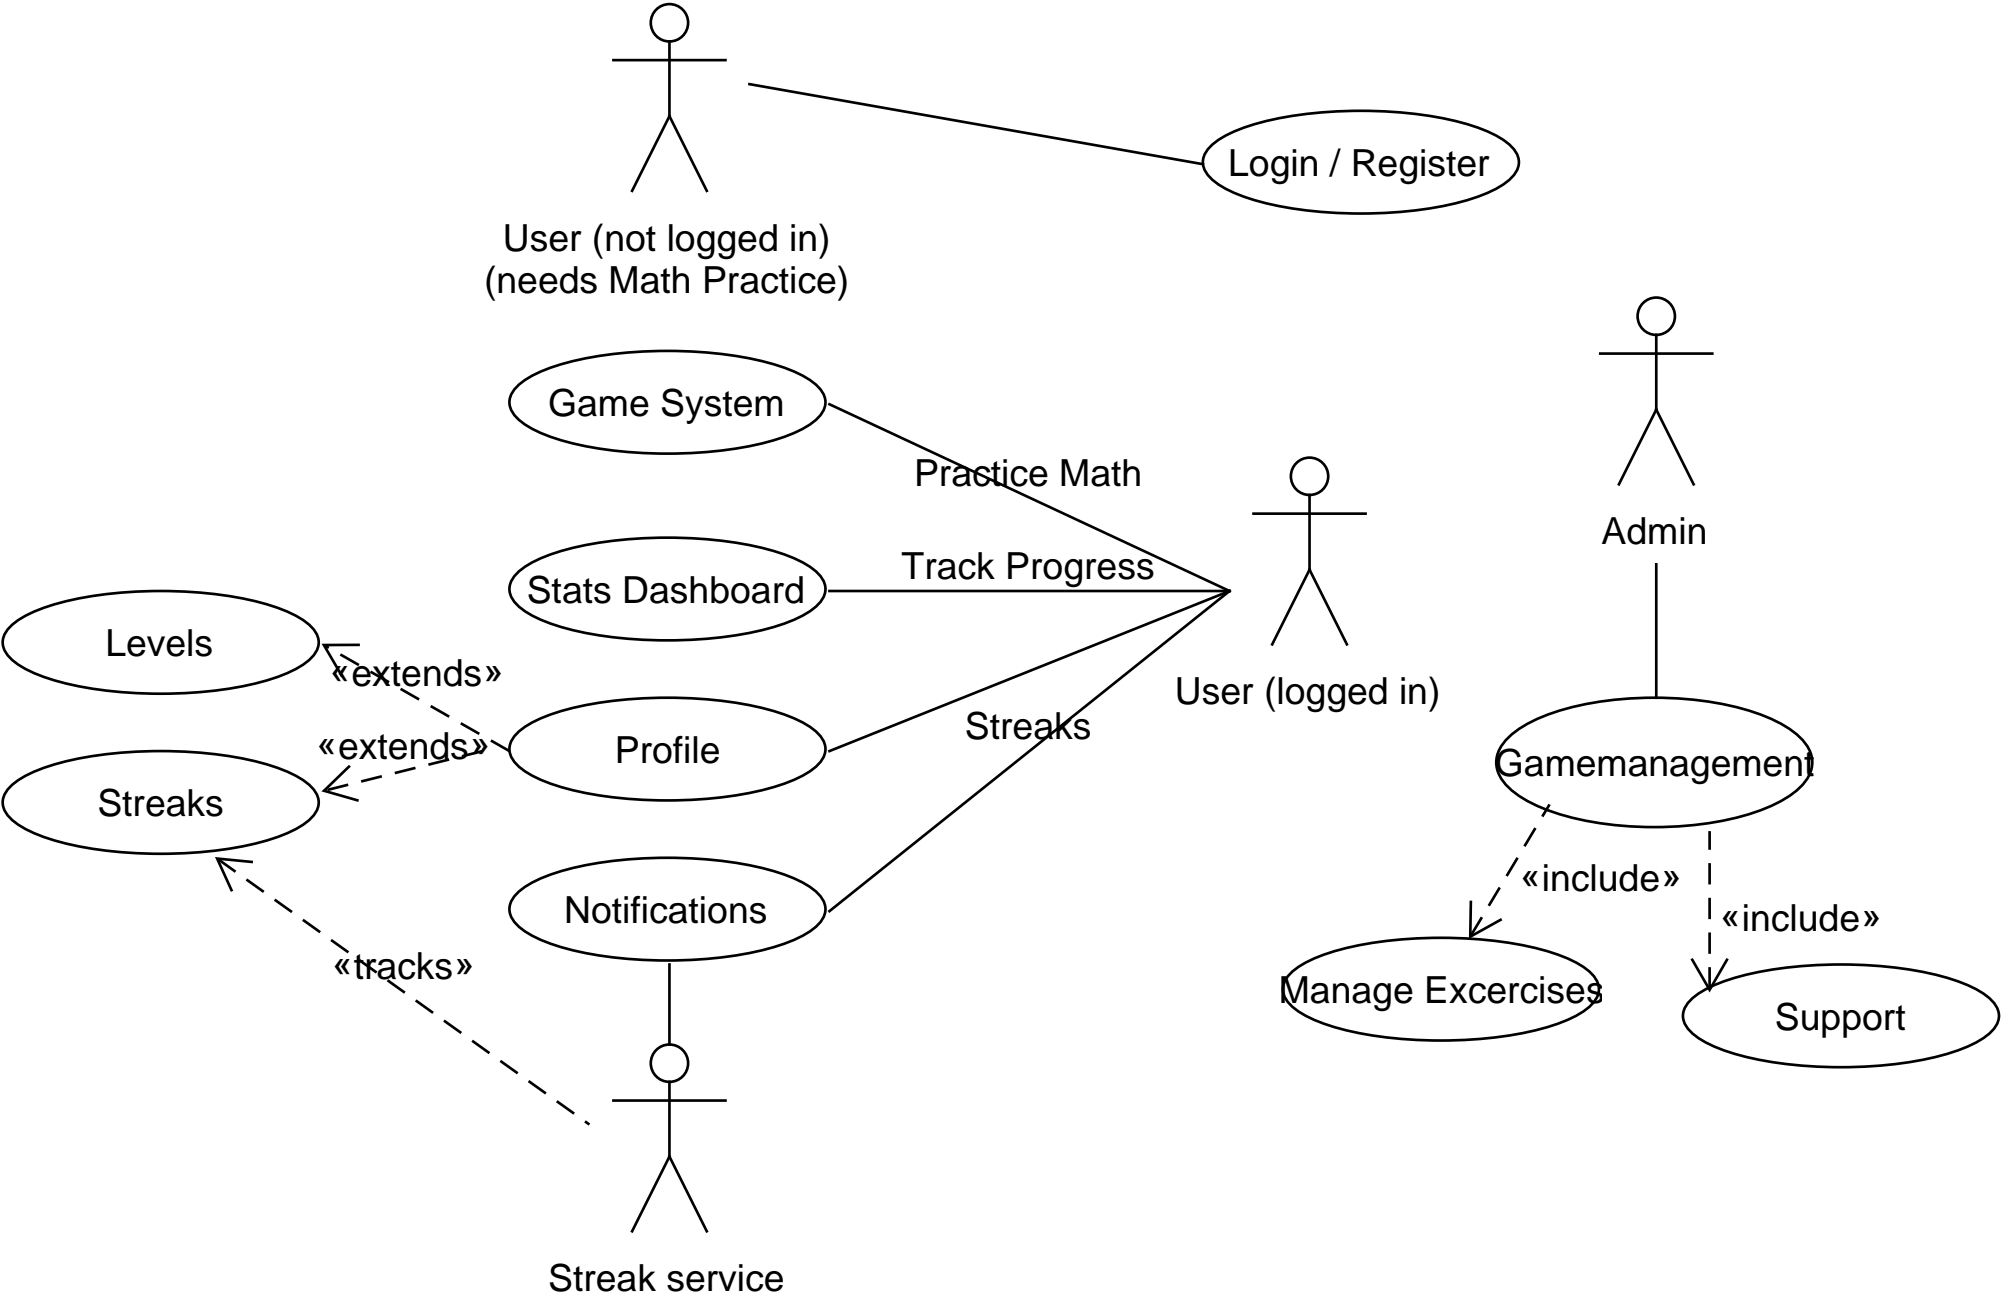 Login / Register
User (not logged in)
(needs Math Practice)
Game System
Practice Math
Admin
Track Progress
Stats Dashboard
Levels
«extends»
User (logged in)
Streaks
«extends»
Profile
Gamemanagement
Streaks
«include»
Notifications
«include»
«tracks»
Manage Excercises
Support
Streak service